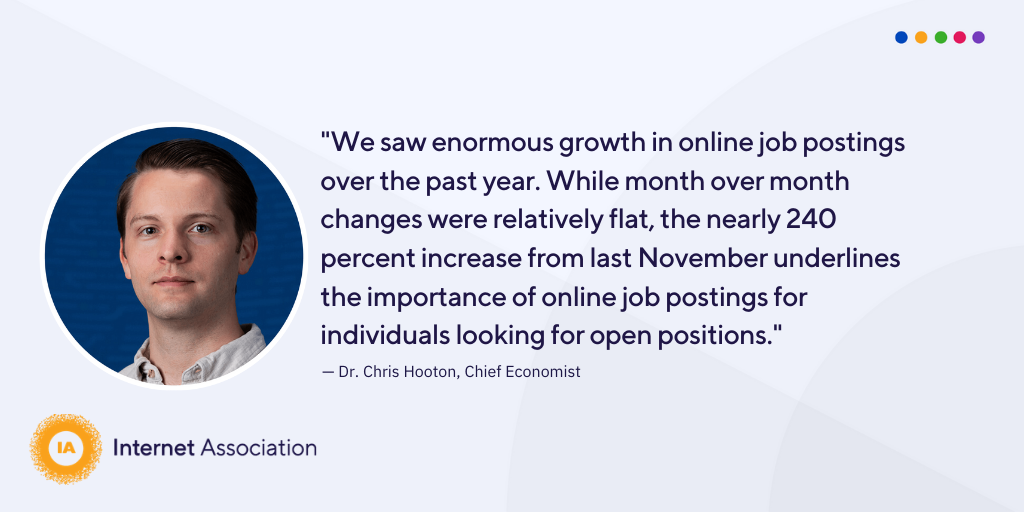 "We saw enormous growth in online job postings
over the past year. While month over month
changes were relatively flat, the nearly 240
percent increase from last November underlines
the importance of online job postings for
individuals looking for open positions."
— Dr. Chris Hooton, Chief Economist
IA Internet Association